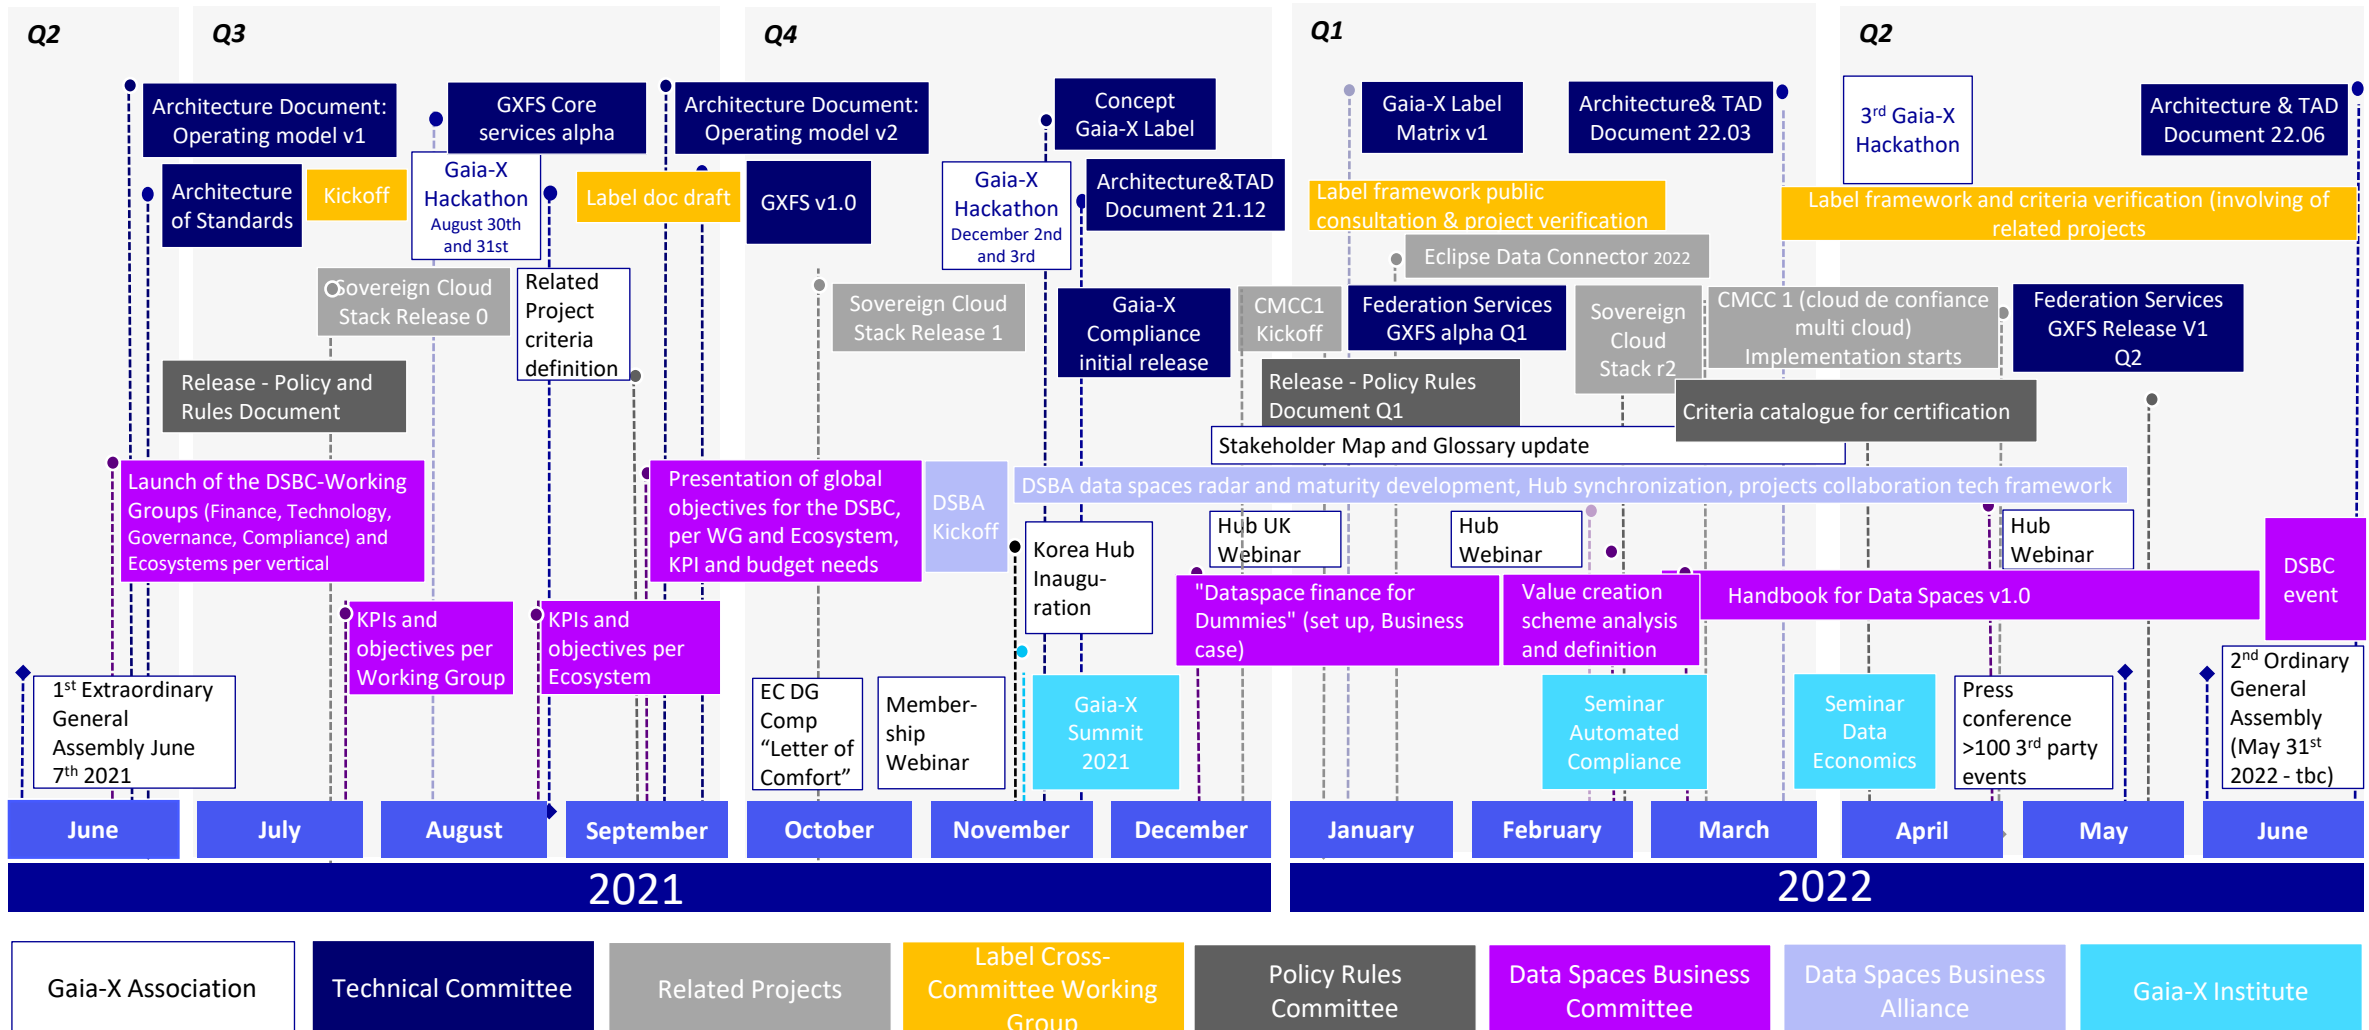 Q2
Q3
Q4
Q1
Q2
Architecture Document:
Operating model v1
GXFS Core
services alpha
Architecture Document:
Operating model v2
Concept
Gaia-X Label
Gaia-X Label
Matrix v1
Architecture& TAD
Document 22.03
3rd Gaia-X
Hackathon
Architecture & TAD
Document 22.06
Architecture
of Standards
Kickoff
Gaia-X
Hackathon
August 30th
and 31st
Label doc draft
GXFS v1.0
Gaia-X
Hackathon
December 2nd
and 3rd
Architecture&TAD
Document 21.12
Label framework public
consultation & project verification
Label framework and criteria verification (involving of
related projects
Sovereign Cloud
Stack Release 0
Related
Project
criteria
definition
Sovereign Cloud
Stack Release 1
Gaia-X
Compliance
initial release
CMCC1
Kickoff
Eclipse Data Connector 2022
Federation Services
GXFS alpha Q1
Sovereign
Cloud
Stack r2
CMCC 1 (cloud de confiance
multi cloud)
Implementation starts
Federation Services
GXFS Release V1
Q2
Release - Policy and
Rules Document
Release - Policy Rules
Document Q1
Criteria catalogue for certification
Stakeholder Map and Glossary update
Launch of the DSBC-Working
Groups (Finance, Technology,
Governance, Compliance) and
Ecosystems per vertical
Presentation of global
objectives for the DSBC,
per WG and Ecosystem,
KPI and budget needs
DSBA
Kickoff
DSBA data spaces radar and maturity development, Hub synchronization, projects collaboration tech framework
Korea Hub
Inaugu-
ration
Hub UK
Webinar
Hub
Webinar
Hub
Webinar
DSBC
event
KPIs and
objectives per
Working Group
KPIs and
objectives per
Ecosystem
"Dataspace finance for
Dummies" (set up, Business
case)
Value creation
scheme analysis
and definition
Handbook for Data Spaces v1.0
1st Extraordinary
General
Assembly June
7th 2021
EC DG
Comp
“Letter of
Comfort”
Member-
ship
Webinar
Gaia-X
Summit
2021
Seminar
Automated
Compliance
Seminar
Data
Economics
Press
conference
>100 3rd party
events
2nd Ordinary
General
Assembly
(May 31st
2022 - tbc)
June
July
August
September
October
November
December
January
February
March
April
May
June
2021
2022
Gaia-X Association
Technical Committee
Related Projects
Label Cross-
Committee Working
Group
Policy Rules
Committee
Data Spaces Business
Committee
Data Spaces Business
Alliance
Gaia-X Institute